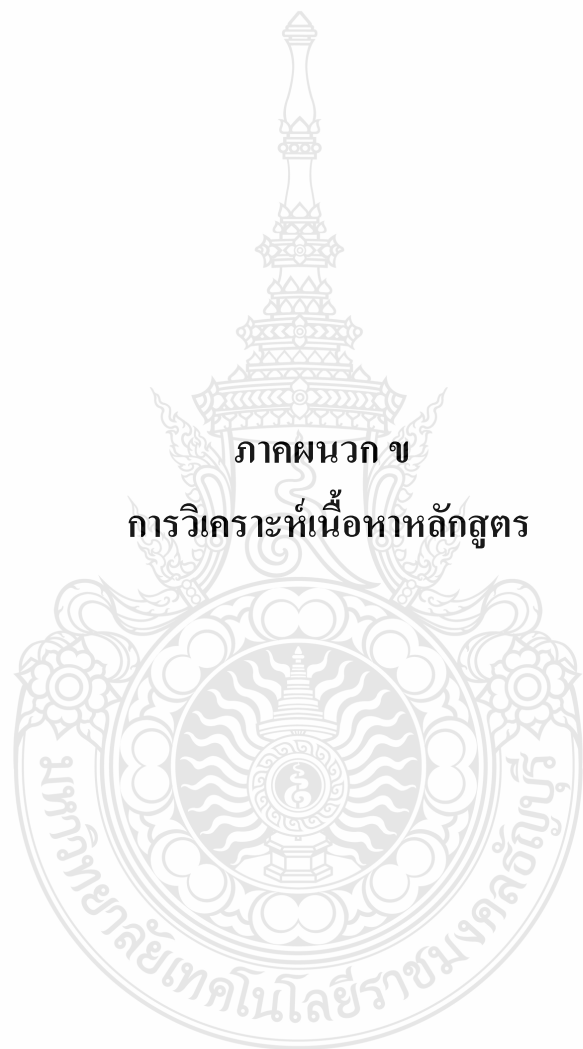 ภาคผนวก ข
การวิเคราะห์เนื้อหาหลักสูตร
มหาวิทยาลัยเทคโนโลยีราชมงคลธัญบุรี